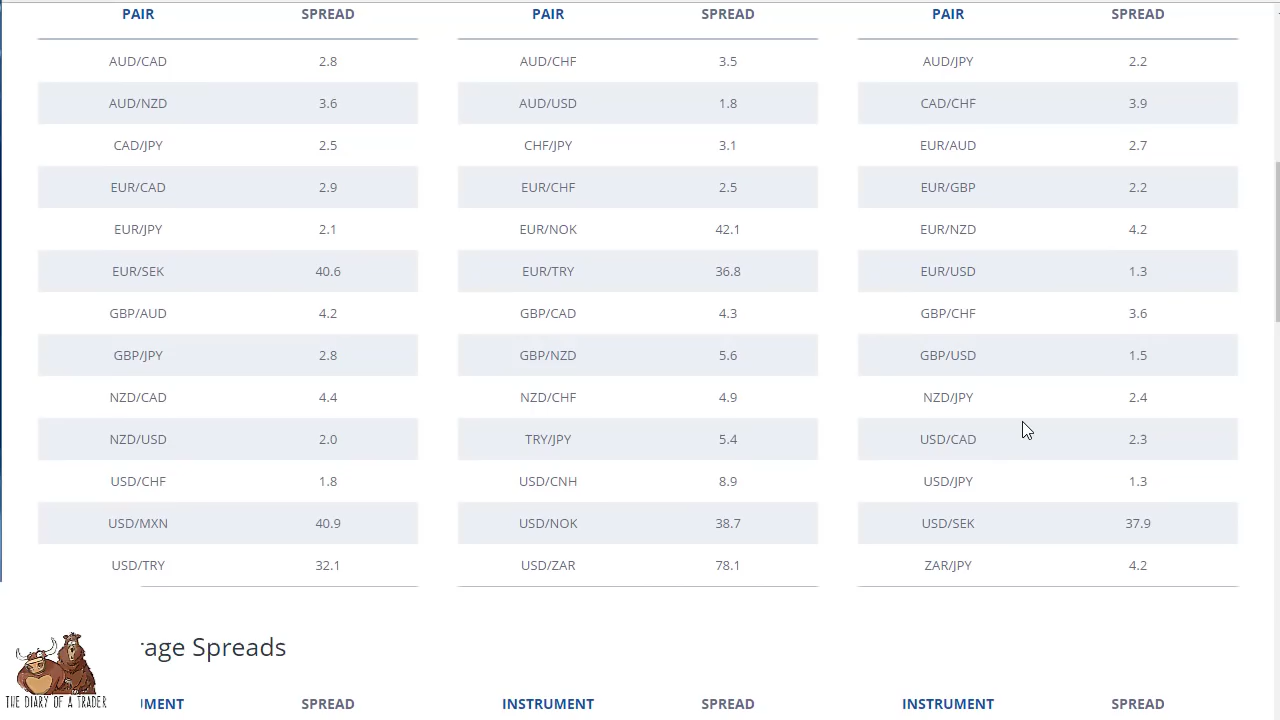 PAIR SPREAD PAIR SPREAD PAIR SPREAD
AUD/CAD 2.8 AUD/CHF 3.5 AUD/JPY 2.2
AUD/NZD 3.6 AUD/USD 1.8 CAD/CHF 3.9
CAD/JPY 2.5 CHF/JPY 3.1 EUR/AUD 2.7
EUR/CAD 2.9 EUR/CHF 2.5 EUR/GBP 2.2
EUR/JPY 2.1 EUR/NOK 42.1 EUR/NZD 4.2
EUR/SEK 40.6 EUR/TRY 36.8 EUR/USD 1.3
GBP/AUD 4.2 GBP/CAD 4.3 GBP/CHF 3.6
GBP/JPY 2.8 GBP/NZD 5.6 GBP/USD 1.5
NZD/CAD 4.4 NZD/CHF 4.9 NZD/JPY 2.4
NZD/USD 2.0 TRY/JPY 5.4 USD/CAD 2.3
USD/CHF 1.8 USD/CNH 8.9 USD/JPY 1.3
USD/MXN 40.9 USD/NOK 38.7 USD/SEK 37.9
USD/TRY 32.1 USD/ZAR 78.1 ZAR/JPY 4.2
rage Spreads
UMENT SPREAD INSTRUMENT SPREAD INSTRUMENT SPREAD
THE DIARY OF A TRADER